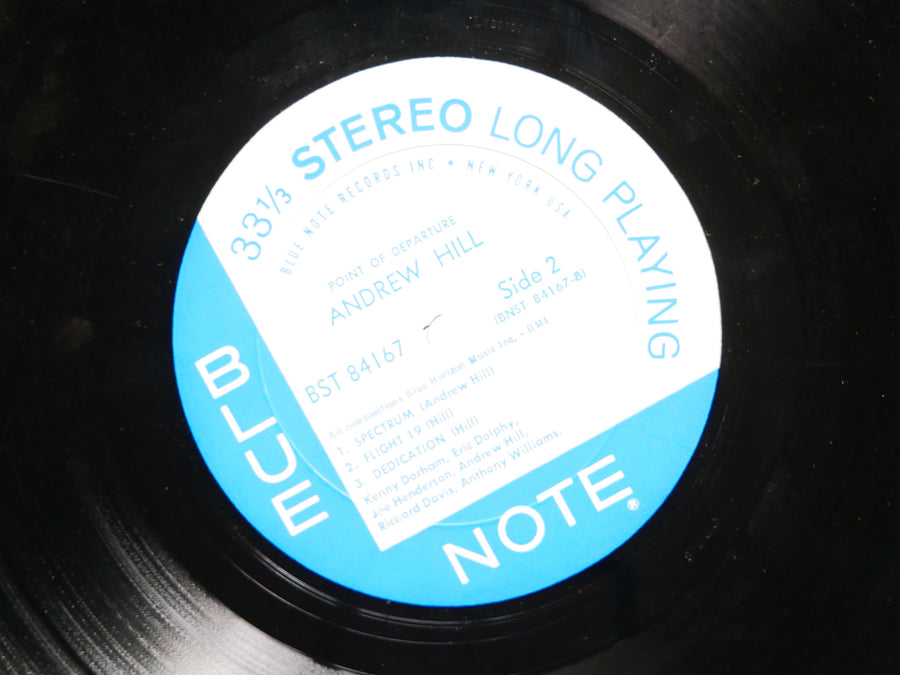 33⅓ STEREO LONG PLAYING
BLUE NOTE RECORDS INC • NEW YORK USA
POINT OF DEPARTURE
ANDREW HILL
Side 2
BST 84167
(BNST 84167-B)
All compositions Blue Horizon Music Inc., - BMI
1. SPECTRUM (Andrew Hill)
2. FLIGHT 19 (Hill)
3. DEDICATION (Hill)
Kenny Dorham, Eric Dolphy,
Joe Henderson, Andrew Hill,
Richard Davis, Anthony Williams.
BLUE
NOTE®